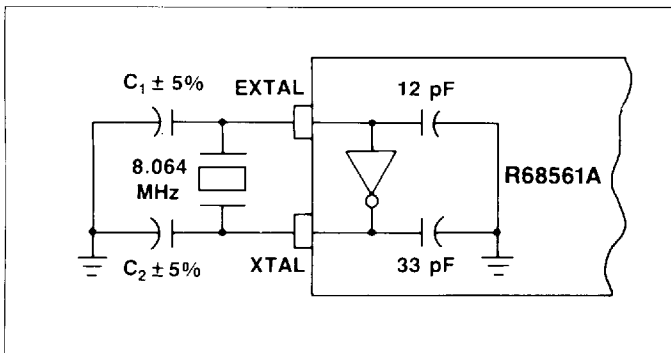 C₁ ± 5%
EXTAL
12 pF
8.064
MHz
R68561A
C₂ ± 5%
XTAL
33 pF